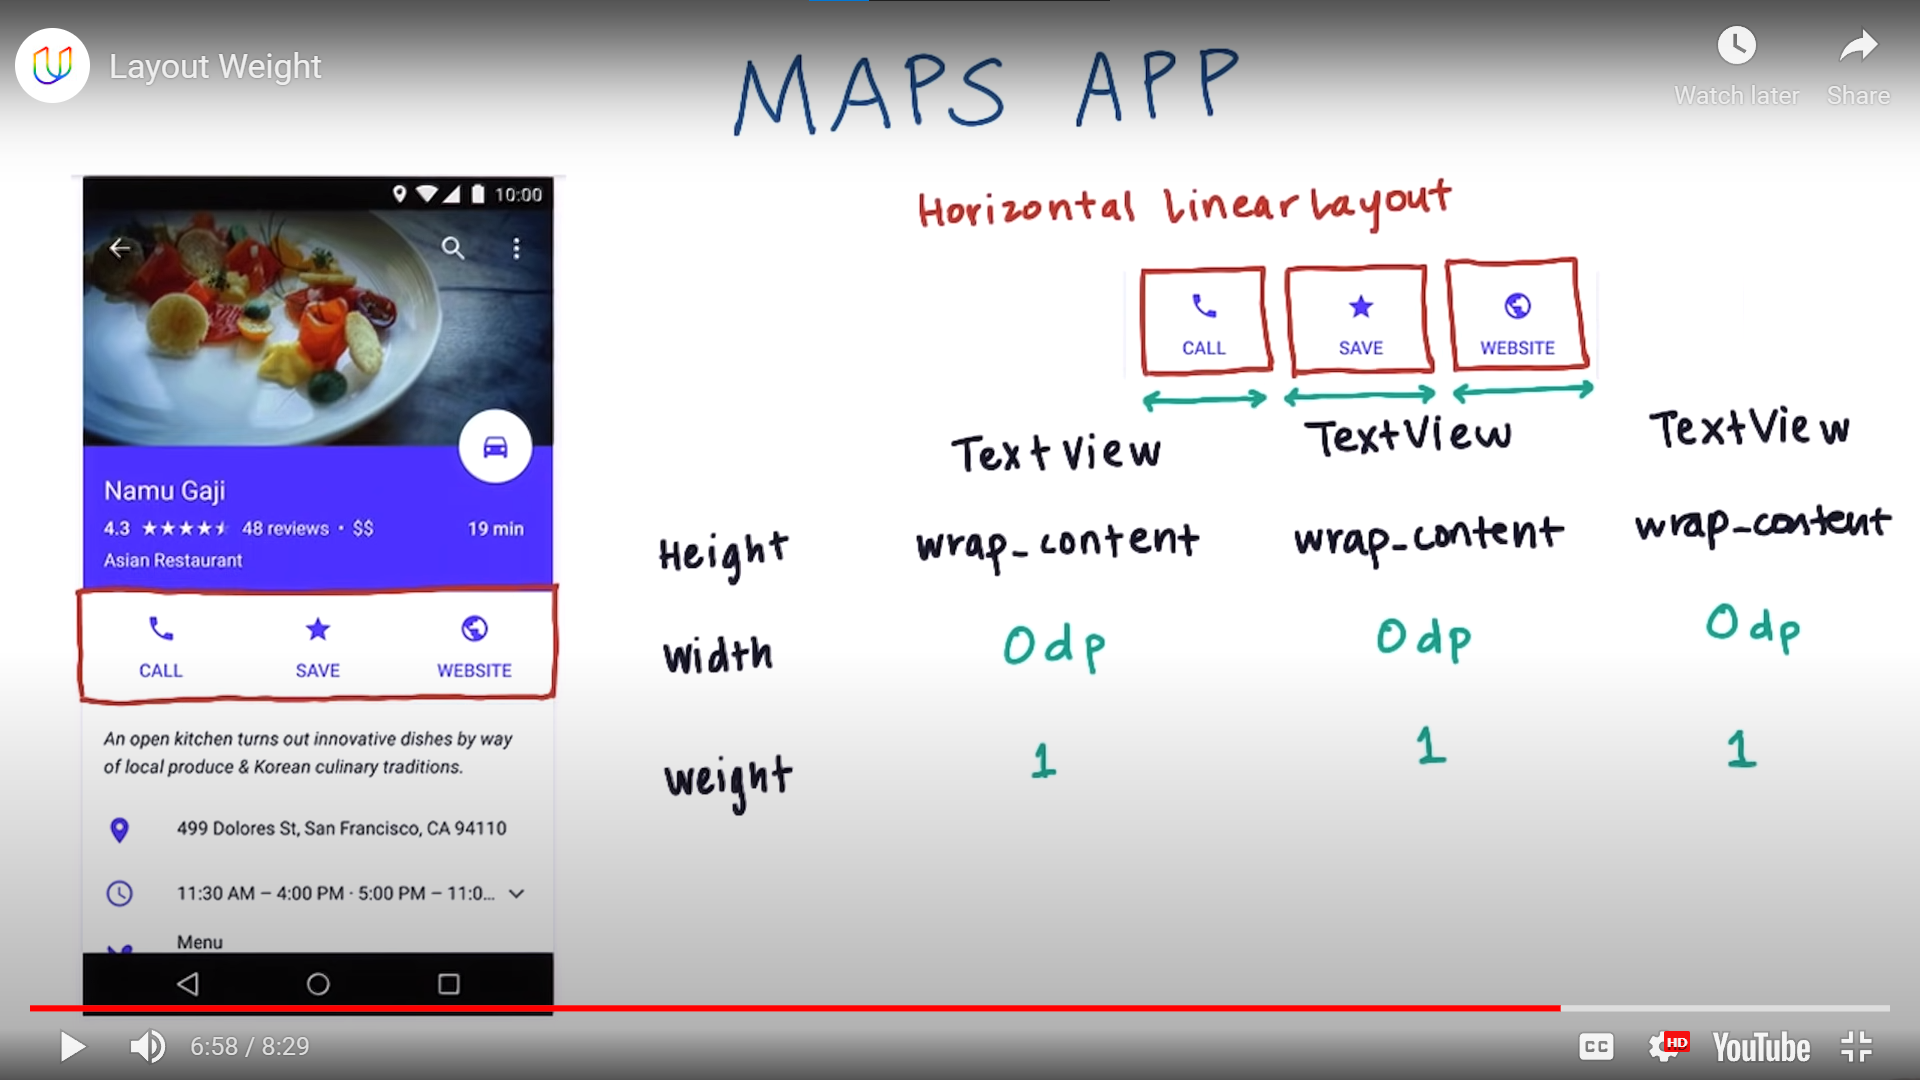 Layout Weight
MAPS APP
Watch later
Share
10:00
Horizontal LinearLayout
CALL
SAVE
WEBSITE
TextView
TextView
TextView
Namu Gaji
4.3
48 reviews · $$
19 min
Asian Restaurant
Height
wrap_content
wrap_content
wrap_content
CALL
SAVE
WEBSITE
Width
0dp
0dp
0dp
An open kitchen turns out innovative dishes by way
of local produce & Korean culinary traditions.
Weight
1
1
1
499 Dolores St, San Francisco, CA 94110
11:30 AM – 4:00 PM · 5:00 PM – 11:0...
Menu
6:58 / 8:29
CC
HD
YouTube